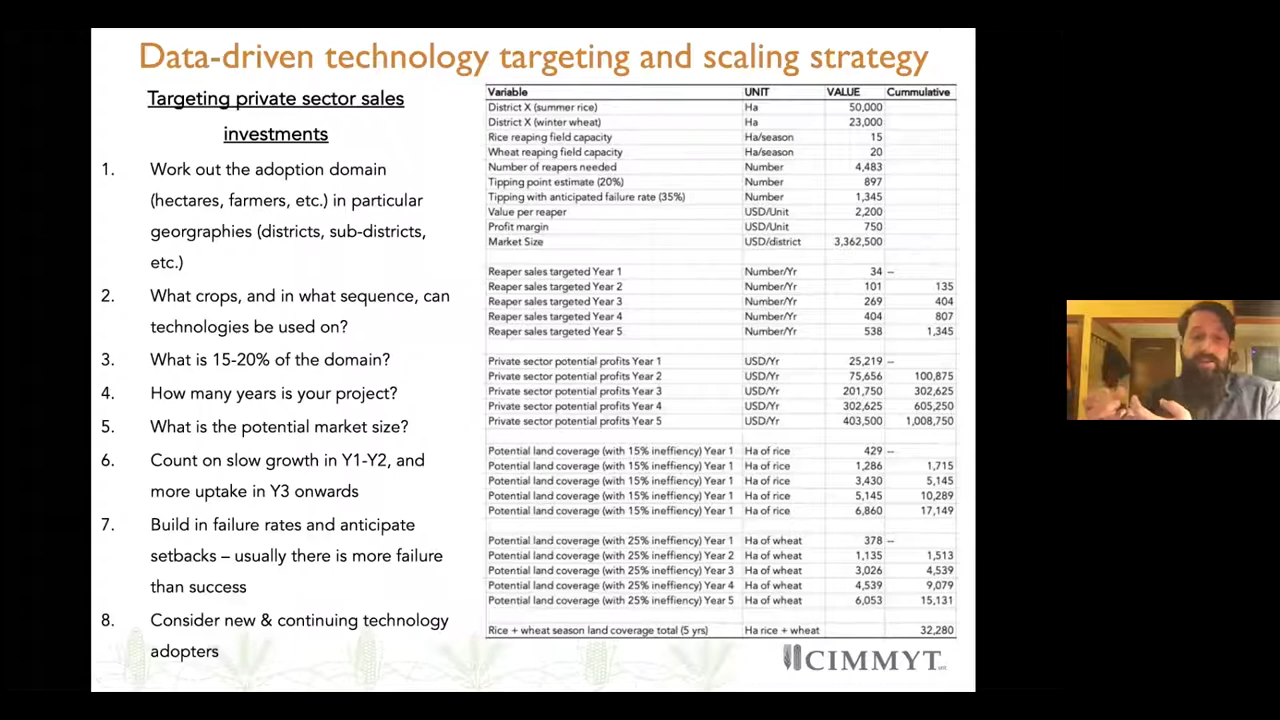 Data-driven technology targeting and scaling strategy
Targeting private sector sales
investments
1. Work out the adoption domain
(hectares, farmers, etc.) in particular
georgraphies (districts, sub-districts,
etc.)
2. What crops, and in what sequence, can
technologies be used on?
3. What is 15-20% of the domain?
4. How many years is your project?
5. What is the potential market size?
6. Count on slow growth in Y1-Y2, and
more uptake in Y3 onwards
7. Build in failure rates and anticipate
setbacks – usually there is more failure
than success
8. Consider new & continuing technology
adopters
Variable UNIT VALUE Cummulative
District X (summer rice) Ha 50,000
District X (winter wheat) Ha 23,000
Rice reaping field capacity Ha/season 15
Wheat reaping field capacity Ha/season 20
Number of reapers needed Number 4,483
Tipping point estimate (20%) Number 897
Tipping with anticipated failure rate (35%) Number 1,345
Value per reaper USD/Unit 2,200
Profit margin USD/Unit 750
Market Size USD/district 3,362,500
Reaper sales targeted Year 1 Number/Yr 34 --
Reaper sales targeted Year 2 Number/Yr 101 135
Reaper sales targeted Year 3 Number/Yr 269 404
Reaper sales targeted Year 4 Number/Yr 404 807
Reaper sales targeted Year 5 Number/Yr 538 1,345
Private sector potential profits Year 1 USD/Yr 25,219 --
Private sector potential profits Year 2 USD/Yr 75,656 100,875
Private sector potential profits Year 3 USD/Yr 201,750 302,625
Private sector potential profits Year 4 USD/Yr 302,625 605,250
Private sector potential profits Year 5 USD/Yr 403,500 1,008,750
Potential land coverage (with 15% ineffiency) Year 1 Ha of rice 429 --
Potential land coverage (with 15% ineffiency) Year 1 Ha of rice 1,286 1,715
Potential land coverage (with 15% ineffiency) Year 1 Ha of rice 3,430 5,145
Potential land coverage (with 15% ineffiency) Year 1 Ha of rice 5,145 10,289
Potential land coverage (with 15% ineffiency) Year 1 Ha of rice 6,860 17,149
Potential land coverage (with 25% ineffiency) Year 1 Ha of wheat 378 --
Potential land coverage (with 25% ineffiency) Year 2 Ha of wheat 1,135 1,513
Potential land coverage (with 25% ineffiency) Year 3 Ha of wheat 3,026 4,539
Potential land coverage (with 25% ineffiency) Year 4 Ha of wheat 4,539 9,079
Potential land coverage (with 25% ineffiency) Year 5 Ha of wheat 6,053 15,131
Rice + wheat season land coverage total (5 yrs) Ha rice + wheat 32,280
CIMMYT